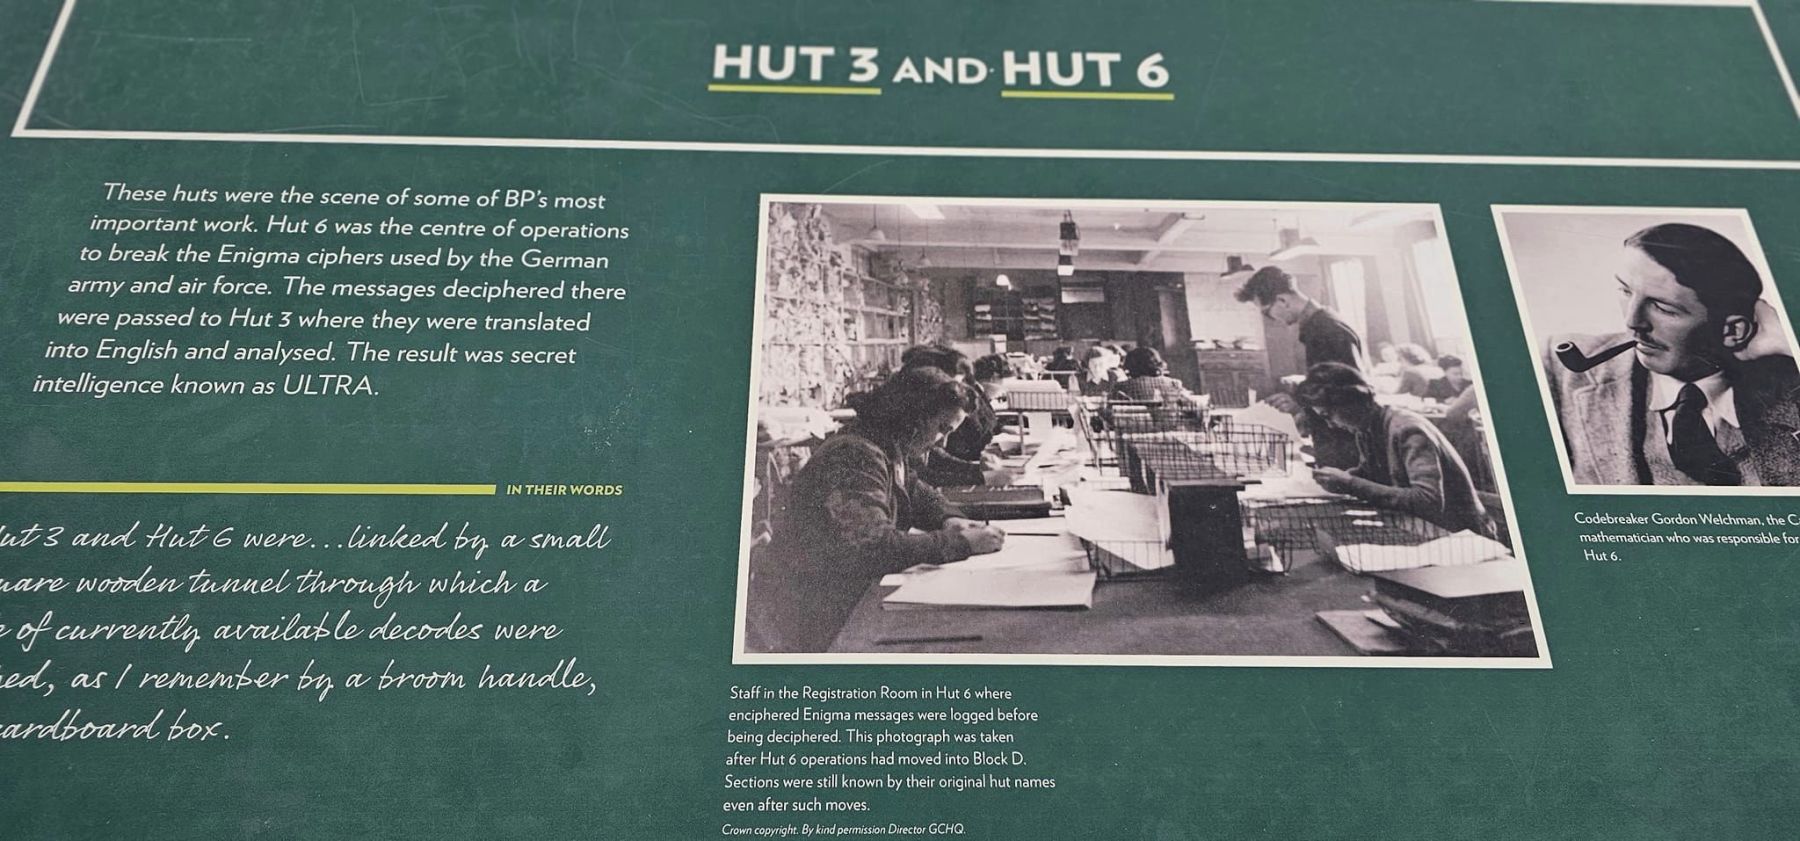 HUT 3 AND HUT 6
These huts were the scene of some of BP's most
important work. Hut 6 was the centre of operations
to break the Enigma ciphers used by the German
army and air force. The messages deciphered there
were passed to Hut 3 where they were translated
into English and analysed. The result was secret
intelligence known as ULTRA.
IN THEIR WORDS
3 and Hut 6 were...linked by a small
wooden tunnel through which a
of currently available decodes were
as I remember by a broom handle,
box.
Staff in the Registration Room in Hut 6 where
enciphered Enigma messages were logged before
being deciphered. This photograph was taken
after Hut 6 operations had moved into Block D.
Sections were still known by their original hut names
even after such moves.
Crown copyright. By kind permission Director GCHQ.
Codebreaker Gordon Welchman, the
mathematician who was responsible for
Hut 6.